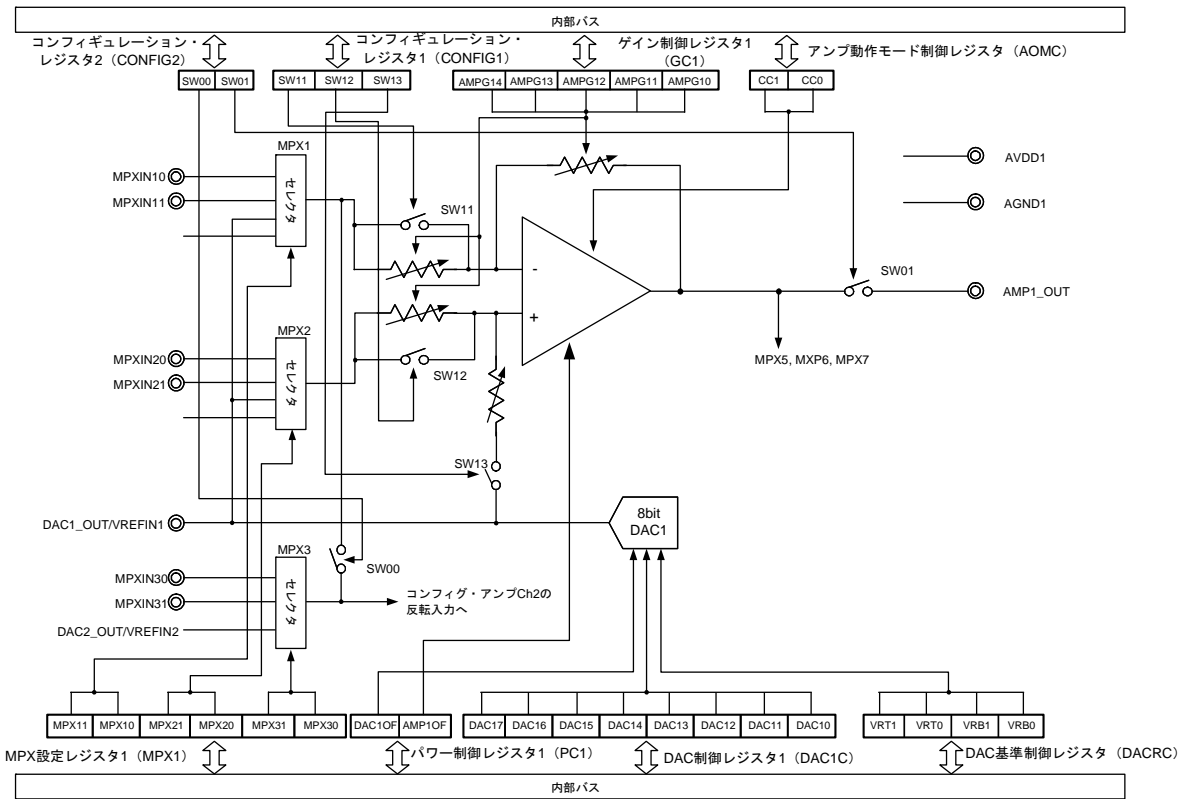 内部バス
コンフィギュレーション・
レジスタ2（CONFIG2）
コンフィギュレーション・
レジスタ1（CONFIG1）
ゲイン制御レジスタ1
（GC1）
アンプ動作モード制御レジスタ（AOMC）
SW00 SW01
SW11 SW12 SW13
AMPG14 AMPG13 AMPG12 AMPG11 AMPG10
CC1 CC0
MPX1
セレクタ
MPXIN10
MPXIN11
SW11
AVDD1
AGND1
-
+
SW01
AMP1_OUT
MPX5, MXP6, MPX7
MPX2
セレクタ
MPXIN20
MPXIN21
SW12
SW13
DAC1_OUT/VREFIN1
8bit
DAC1
MPX3
セレクタ
SW00
MPXIN30
MPXIN31
DAC2_OUT/VREFIN2
コンフィグ・アンプCh2の
反転入力へ
MPX11 MPX10 MPX21 MPX20 MPX31 MPX30
DAC1OF AMP1OF
DAC17 DAC16 DAC15 DAC14 DAC13 DAC12 DAC11 DAC10
VRT1 VRT0 VRB1 VRB0
MPX設定レジスタ1（MPX1）
パワー制御レジスタ1（PC1）
DAC制御レジスタ1（DAC1C）
DAC基準制御レジスタ（DACRC）
内部バス